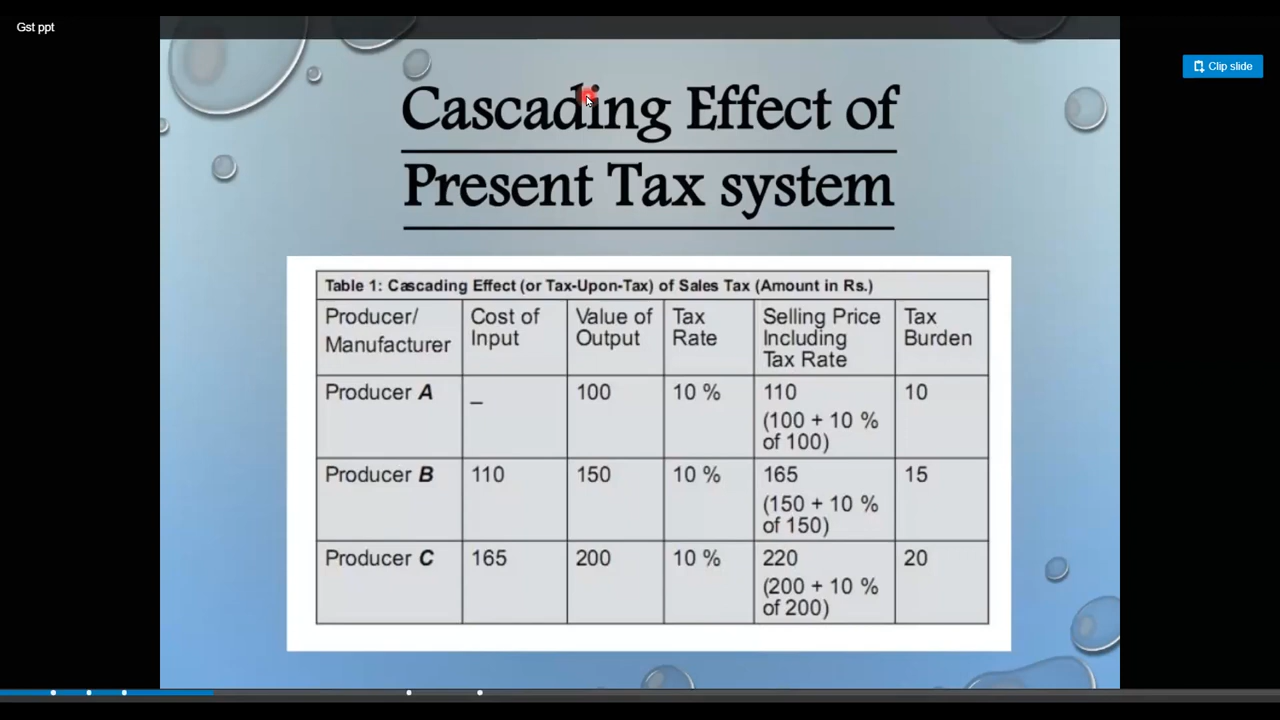 Gst ppt
Clip slide
Cascading Effect of
Present Tax system
Table 1: Cascading Effect (or Tax-Upon-Tax) of Sales Tax (Amount in Rs.)
Producer/ Manufacturer Cost of Input Value of Output Tax Rate Selling Price Including Tax Rate Tax Burden
Producer A _ 100 10 % 110 (100 + 10 % of 100) 10
Producer B 110 150 10 % 165 (150 + 10 % of 150) 15
Producer C 165 200 10 % 220 (200 + 10 % of 200) 20